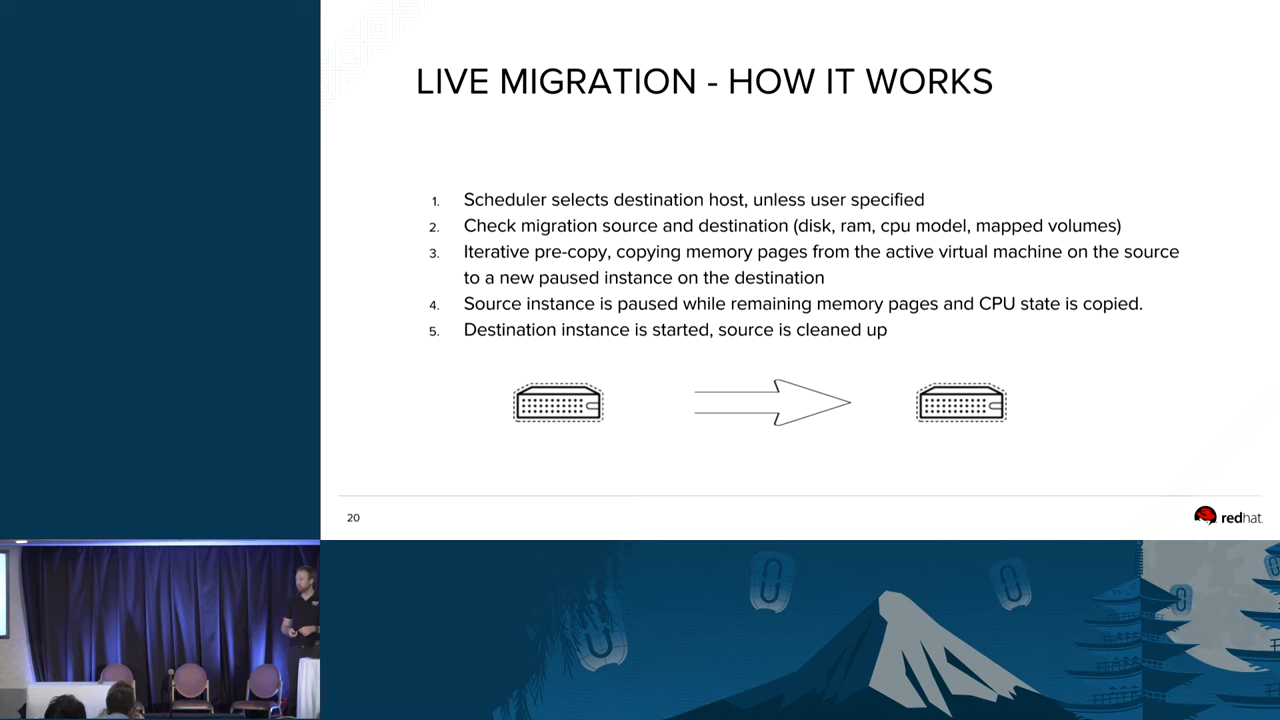 LIVE MIGRATION - HOW IT WORKS
1. Scheduler selects destination host, unless user specified
2. Check migration source and destination (disk, ram, cpu model, mapped volumes)
3. Iterative pre-copy, copying memory pages from the active virtual machine on the source
to a new paused instance on the destination
4. Source instance is paused while remaining memory pages and CPU state is copied.
5. Destination instance is started, source is cleaned up
20
redhat.